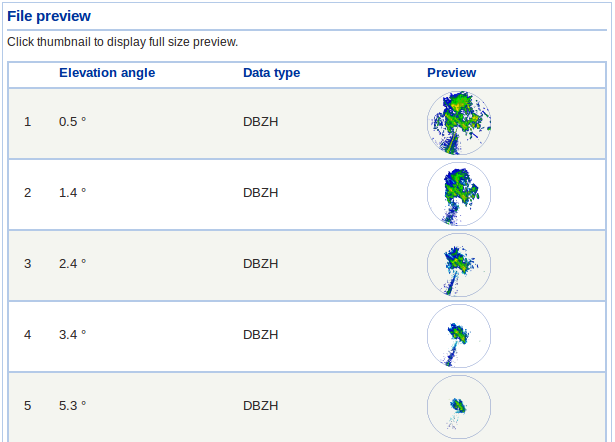 File preview
Click thumbnail to display full size preview.
Elevation angle Data type Preview
1 0.5 ° DBZH
2 1.4 ° DBZH
3 2.4 ° DBZH
4 3.4 ° DBZH
5 5.3 ° DBZH